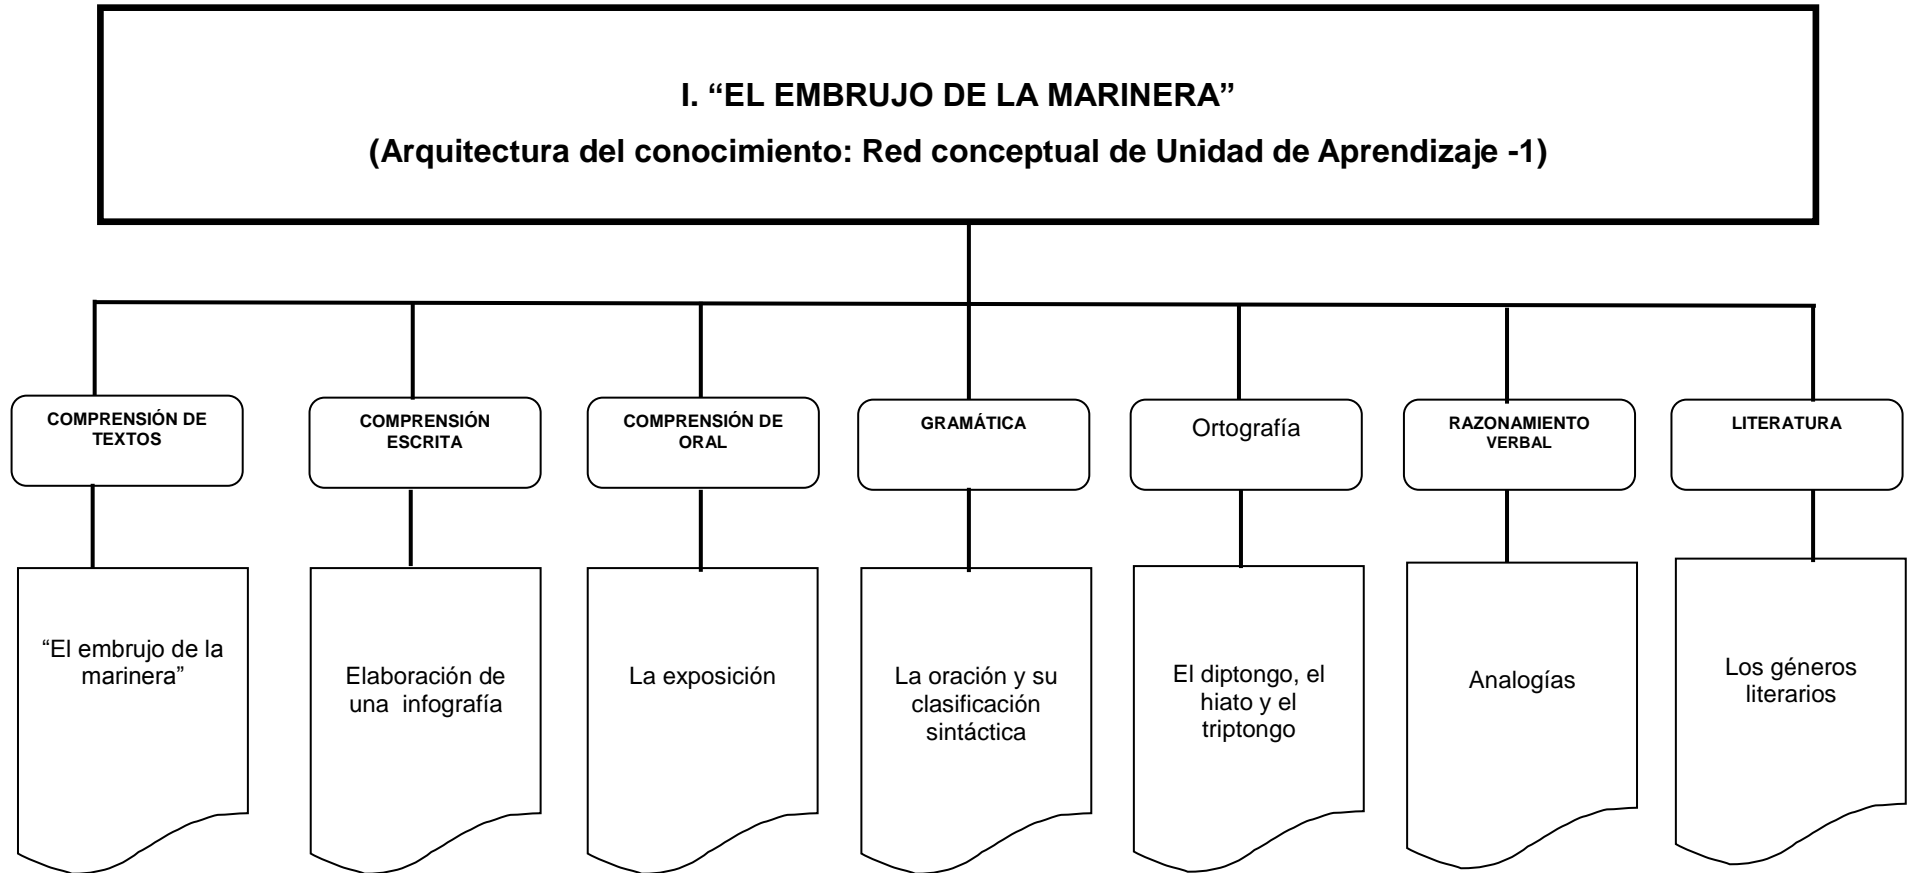 I. “EL EMBRUJO DE LA MARINERA”
(Arquitectura del conocimiento: Red conceptual de Unidad de Aprendizaje -1)
COMPRENSIÓN DE
TEXTOS
COMPRENSIÓN
ESCRITA
COMPRENSIÓN DE
ORAL
GRAMÁTICA
Ortografía
RAZONAMIENTO
VERBAL
LITERATURA
“El embrujo de la
marinera”
Elaboración de
una infografía
La exposición
La oración y su
clasificación
sintáctica
El diptongo, el
hiato y el
triptongo
Analogías
Los géneros
literarios